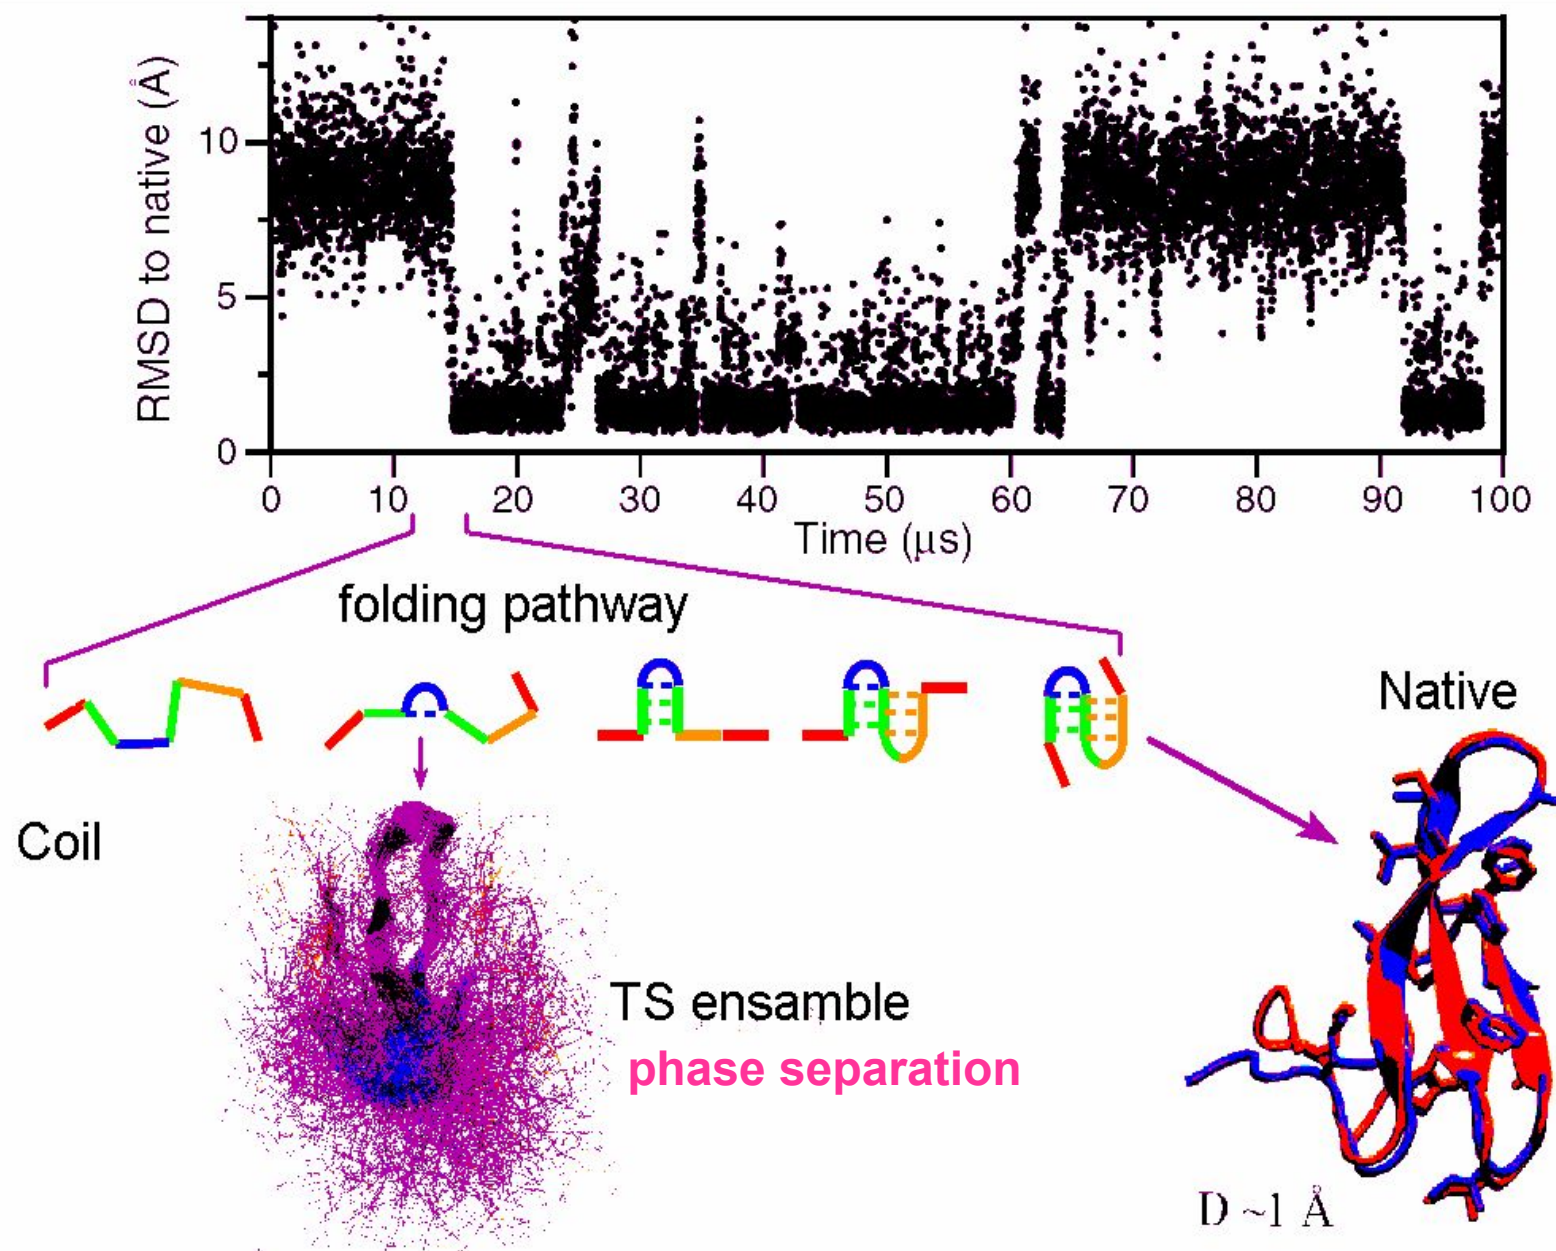 RMSD to native (Å)
10
5
0
0 10 20 30 40 50 60 70 80 90 100
Time (μs)
folding pathway
Native
Coil
TS ensamble
phase separation
D ~1 Å